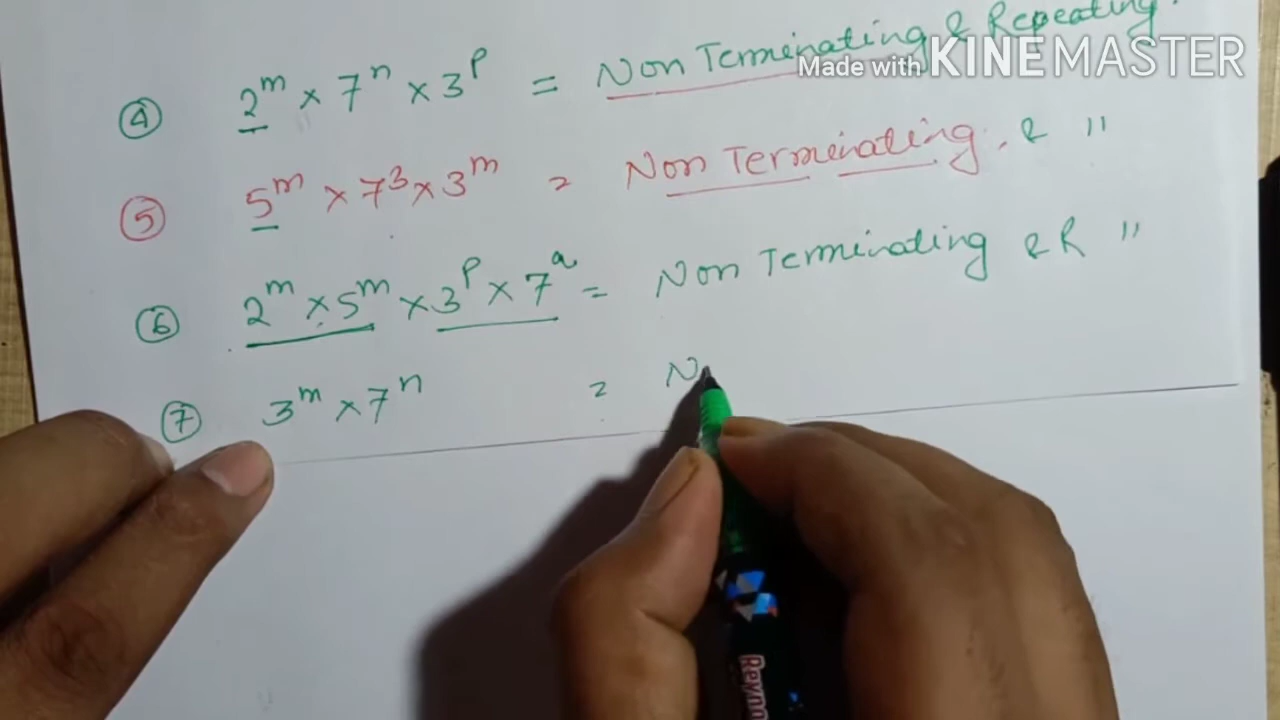 ④ 2^m × 7^n × 3^p = Non Terminating & Repeating.
Made with KINEMASTER
⑤ 5^m × 7^3 × 3^m = Non Terminating. & "
⑥ 2^m × 5^m × 3^p × 7^a = Non Terminating & R "
⑦ 3^m × 7^n = N
Reyno